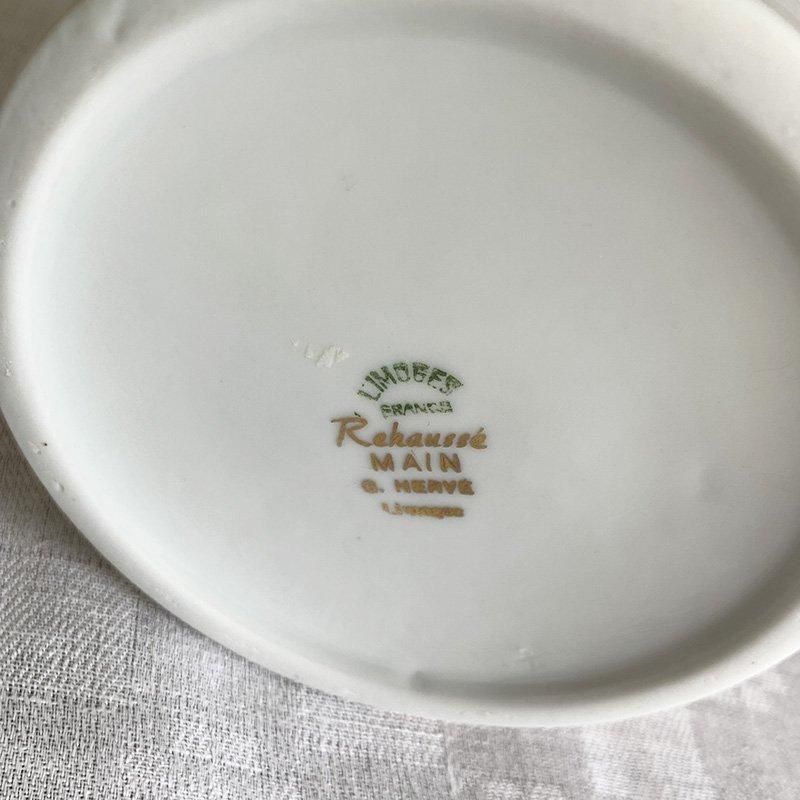 LIMOGES
FRANCE
Rehaussé
MAIN
G. HERVÉ
Limoges